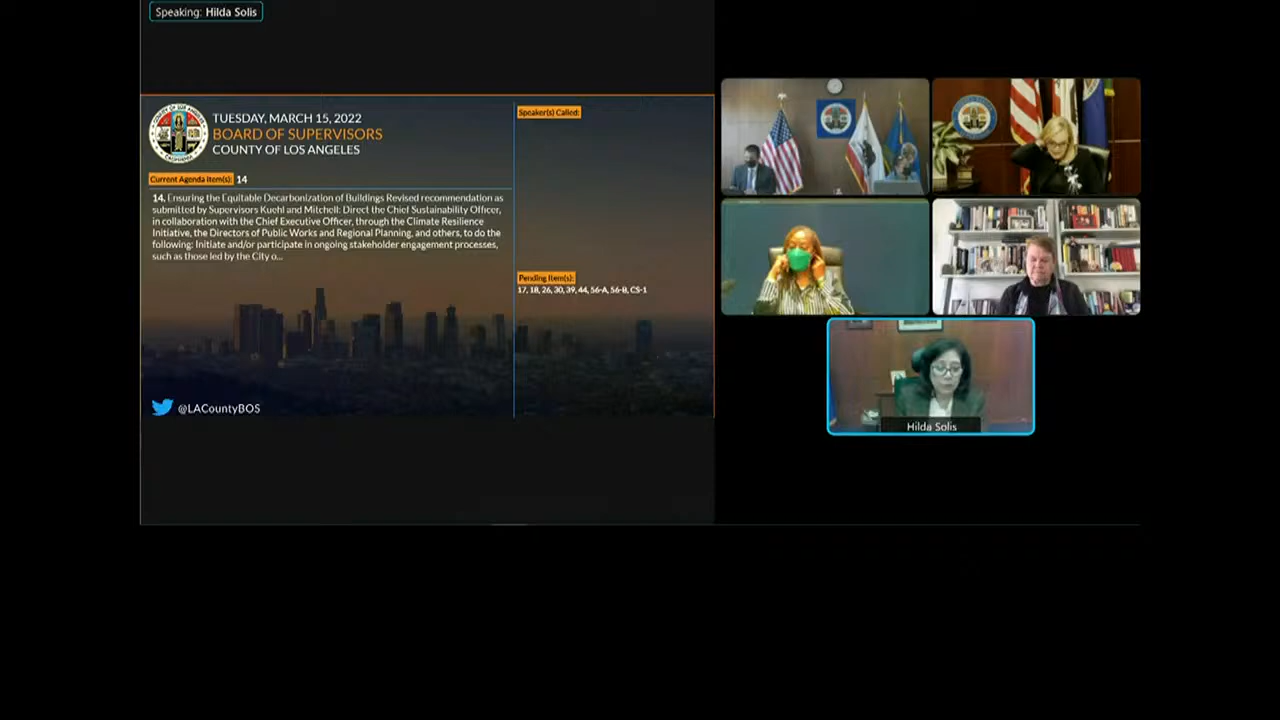 Speaking: Hilda Solis
TUESDAY, MARCH 15, 2022
BOARD OF SUPERVISORS
COUNTY OF LOS ANGELES
Current Agenda Item(s): 14
14. Ensuring the Equitable Decarbonization of Buildings Revised recommendation as
submitted by Supervisors Kuehl and Mitchell: Direct the Chief Sustainability Officer,
in collaboration with the Chief Executive Officer, through the Climate Resilience
Initiative, the Directors of Public Works and Regional Planning, and others, to do the
following: Initiate and/or participate in ongoing stakeholder engagement processes,
such as those led by the City o...
@LACountyBOS
Speaker(s) Called:
Pending Item(s):
17, 18, 26, 30, 39, 44, 56-A, 56-B, CS-1
Hilda Solis